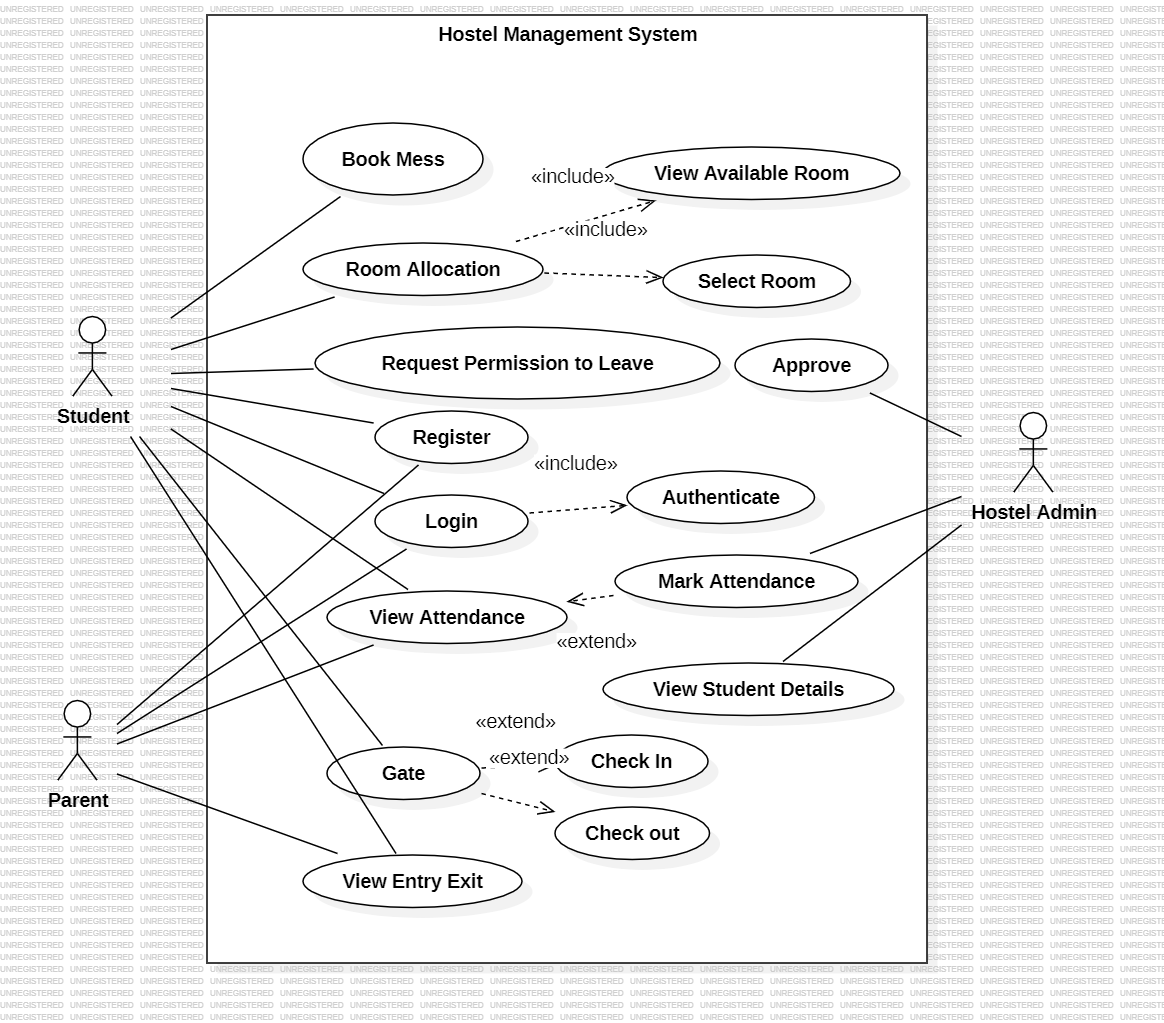 Hostel Management System
Book Mess
«include»
View Available Room
«include»
Room Allocation
Select Room
Request Permission to Leave
Approve
Student
Register
«include»
Authenticate
Login
Hostel Admin
Mark Attendance
View Attendance
«extend»
View Student Details
«extend»
«extend»
Check In
Gate
Parent
Check out
View Entry Exit
UNREGISTERED